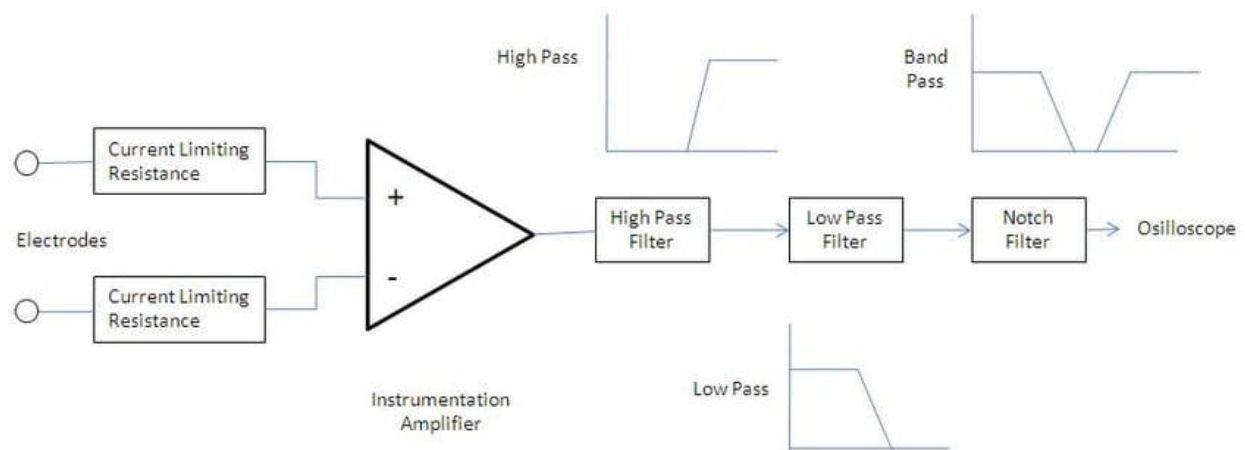 High Pass
Band
Pass
Current Limiting
Resistance
+
High Pass
Filter
Low Pass
Filter
Notch
Filter
Osilloscope
Electrodes
-
Current Limiting
Resistance
Low Pass
Instrumentation
Amplifier